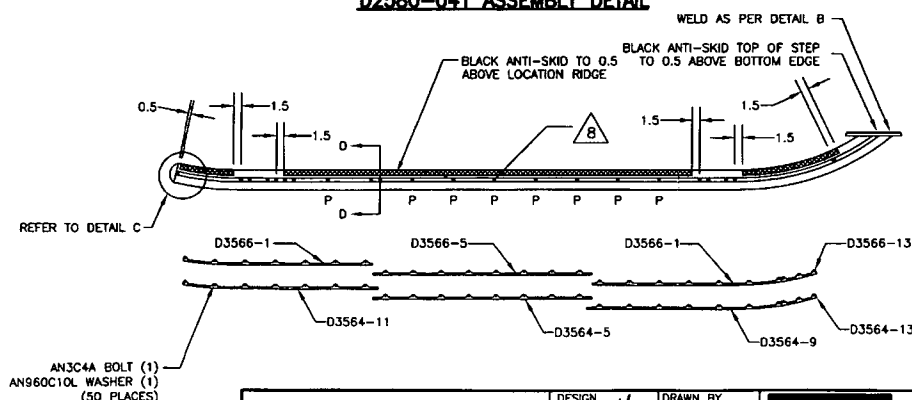 D2580-041 ASSEMBLY DETAIL
WELD AS PER DETAIL B
BLACK ANTI-SKID TO 0.5
ABOVE LOCATION RIDGE
BLACK ANTI-SKID TOP OF STEP
TO 0.5 ABOVE BOTTOM EDGE
0.5
1.5
1.5
8
1.5
1.5
1.5
D
D
P P P P P P P P
REFER TO DETAIL C
D3566-1
D3566-5
D3566-1
D3566-13
D3564-11
D3564-5
D3564-9
D3564-13
AN3C4A BOLT (1)
AN960C10L WASHER (1)
(50 PLACES)
DESIGN
DRAWN BY